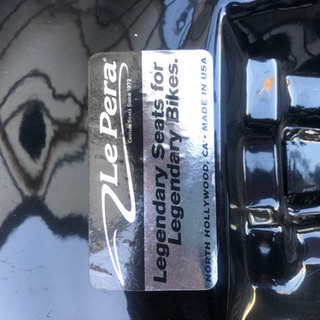 Le Pera®
Custom Seats Since 1972
Legendary Seats for
Legendary Bikes.
NORTH HOLLYWOOD, CA • MADE IN USA